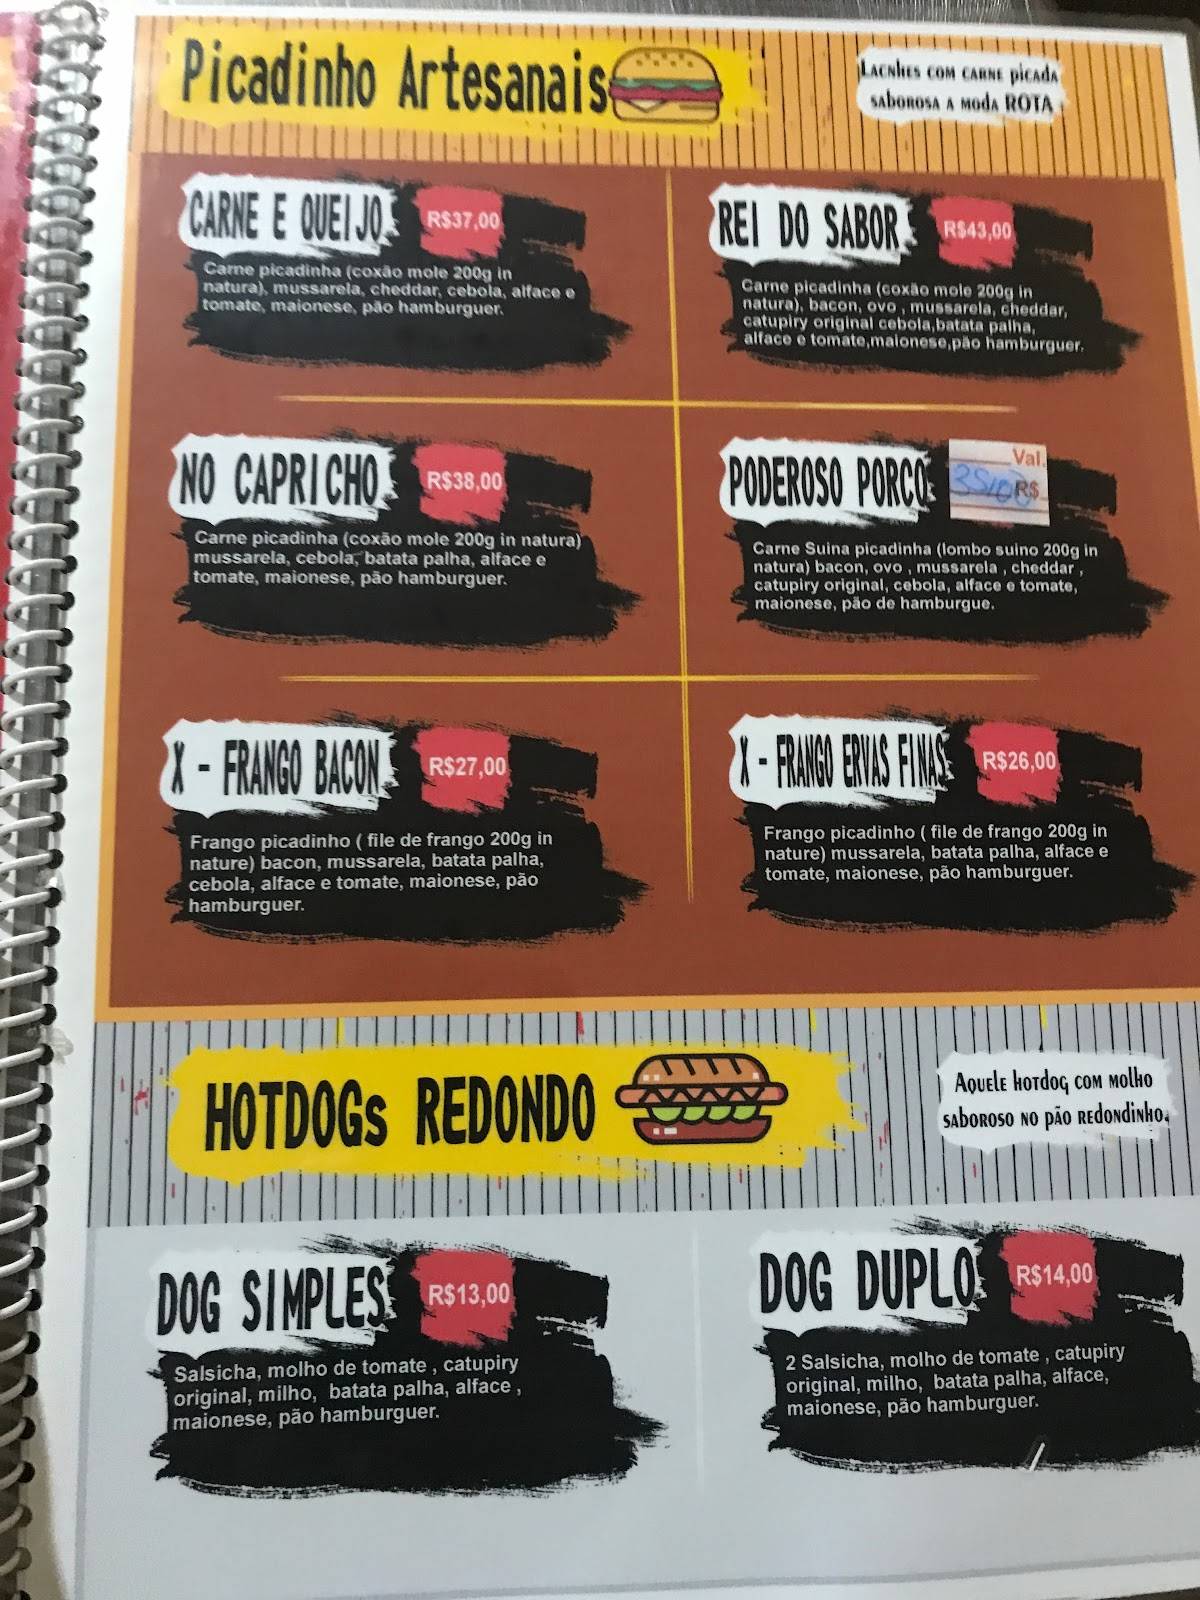 Picadinho Artesanais
Lacnhes com carne picada
saborosa a moda ROTA
CARNE E QUEIJO
R$37,00
Carne picadinha (coxão mole 200g in
natura), mussarela, cheddar, cebola, alface e
tomate, maionese, pão hamburguer.
REI DO SABOR
R$43,00
Carne picadinha (coxão mole 200g in
natura), bacon, ovo , mussarela, cheddar,
catupiry original cebola,batata palha,
alface e tomate,maionese,pão hamburguer.
NO CAPRICHO
R$38,00
Carne picadinha (coxão mole 200g in natura)
mussarela, cebola, batata palha, alface e
tomate, maionese, pão hamburguer.
PODEROSO PORCO
Val.
R$
Carne Suina picadinha (lombo suino 200g in
natura) bacon, ovo , mussarela , cheddar ,
catupiry original, cebola, alface e tomate,
maionese, pão de hamburgue.
X - FRANGO BACON
R$27,00
Frango picadinho ( file de frango 200g in
nature) bacon, mussarela, batata palha,
cebola, alface e tomate, maionese, pão
hamburguer.
X - FRANGO ERVAS FINAS
R$26,00
Frango picadinho ( file de frango 200g in
nature) mussarela, batata palha, alface e
tomate, maionese, pão hamburguer.
HOTDOGs REDONDO
Aquele hotdog com molho
saboroso no pão redondinho.
DOG SIMPLES
R$13,00
Salsicha, molho de tomate , catupiry
original, milho, batata palha, alface ,
maionese, pão hamburguer.
DOG DUPLO
R$14,00
2 Salsicha, molho de tomate , catupiry
original, milho, batata palha, alface,
maionese, pão hamburguer.